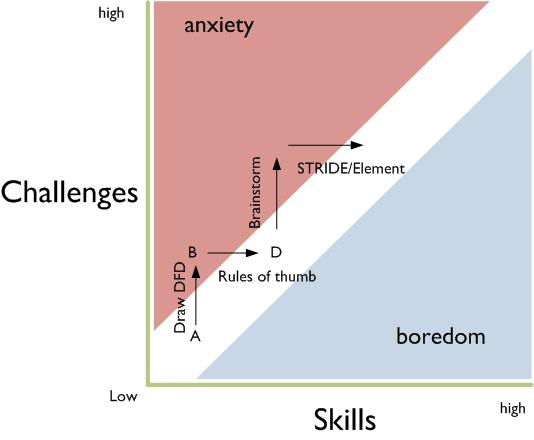 high
anxiety
Challenges
Brainstorm
STRIDE/Element
B
D
Rules of thumb
Draw DFD
A
boredom
Low
high
Skills